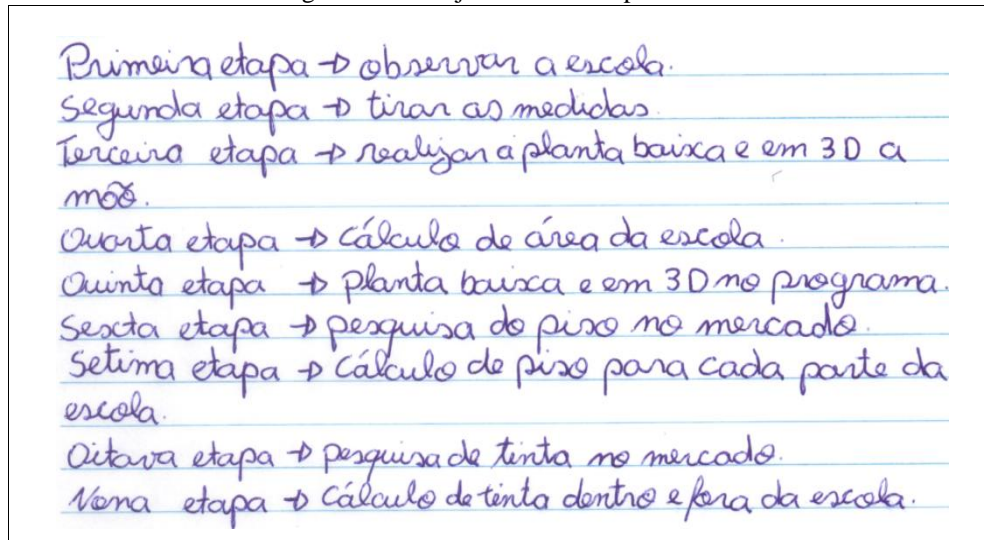 Primeira etapa → observar a escola.
Segunda etapa → tirar as medidas.
Terceira etapa → realizar a planta baixa e em 3D a
mão.
Quarta etapa → cálculo de área da escola.
Quinta etapa → planta baixa e em 3D no programa.
Sexta etapa → pesquisa do piso no mercado.
Setima etapa → cálculo de piso para cada parte da
escola.
Oitava etapa → pesquisa de tinta no mercado.
Nona etapa → cálculo de tinta dentro e fora da escola.